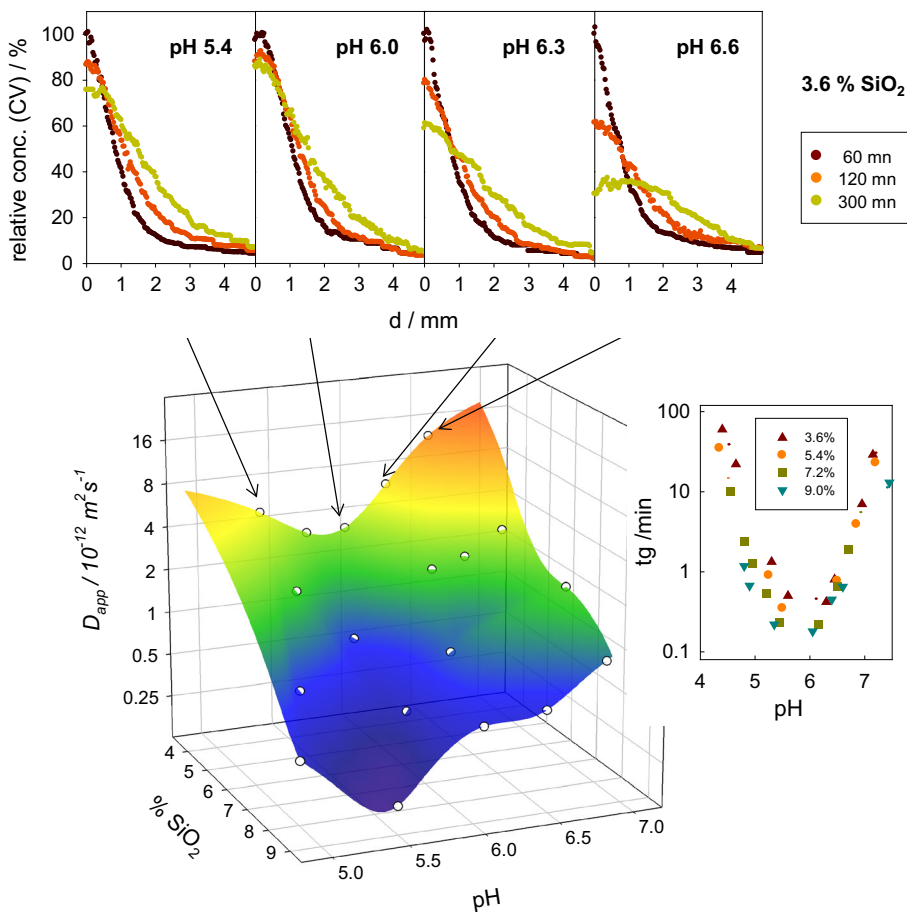 pH 5.4
pH 6.0
pH 6.3
pH 6.6
relative conc. (CV) / %
100
80
60
40
20
0
0 1 2 3 4 0 1 2 3 4 0 1 2 3 4 0 1 2 3 4
d / mm
3.6 % SiO₂
60 mn
120 mn
300 mn
D_app / 10⁻¹² m² s⁻¹
16
8
4
2
1
0.5
0.25
4
5
6
7
8
9
% SiO₂
5.0
5.5
6.0
6.5
7.0
pH
tg /min
100
10
1
0.1
3.6%
5.4%
7.2%
9.0%
4 5 6 7
pH